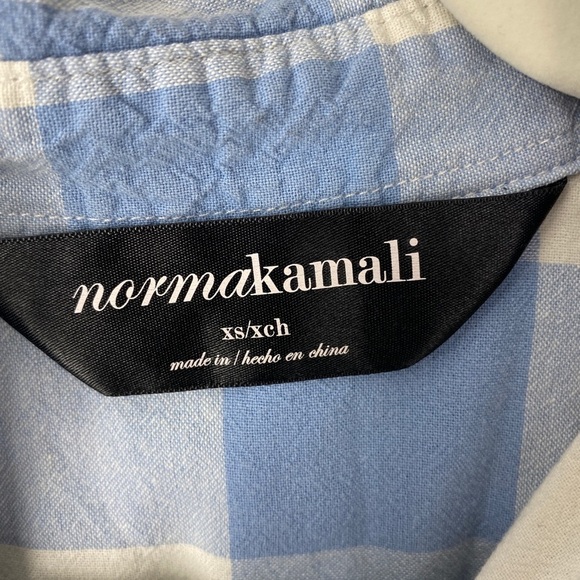 normakamali
xs/xch
made in / hecho en china